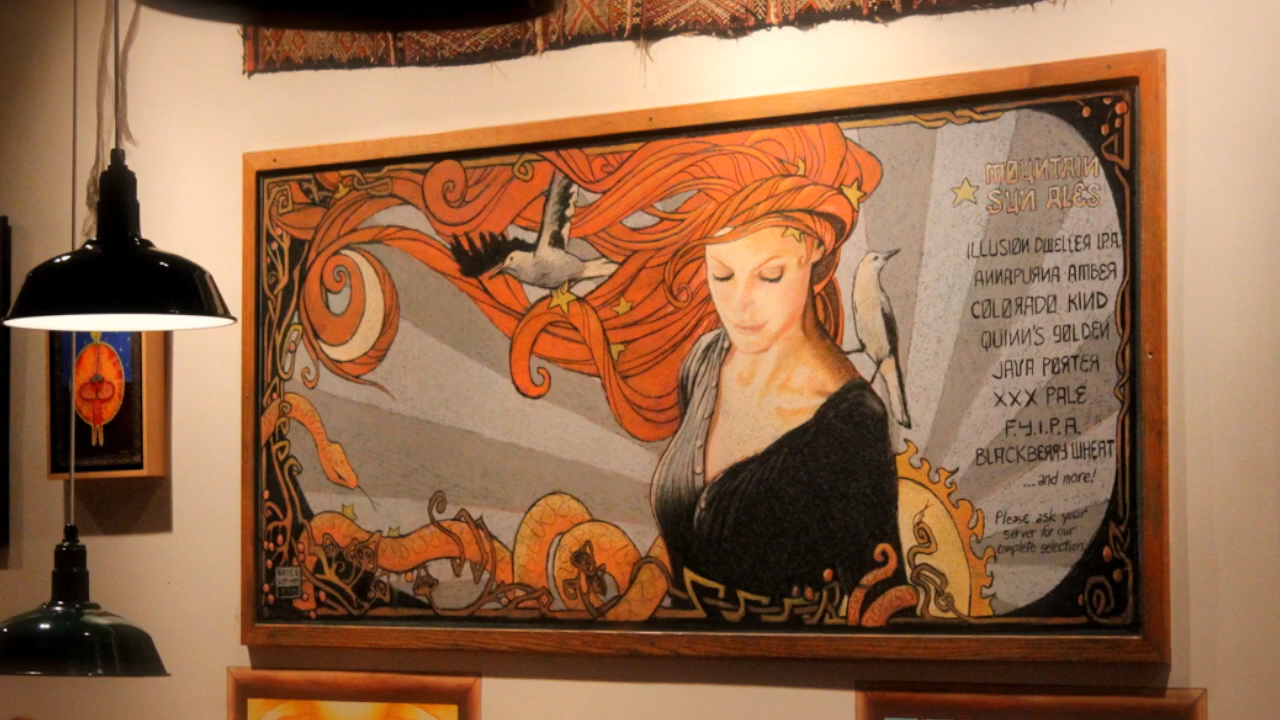 MOUNTAIN
SUN ALES
ILLUSION DWELLER I.P.A.
ANNAPURNA AMBER
COLORADO KIND
QUINN'S GOLDEN
JAVA PORTER
XXX PALE
F.Y.I.P.A.
BLACKBERRY WHEAT
...and more!
Please ask your
server for our
complete selection